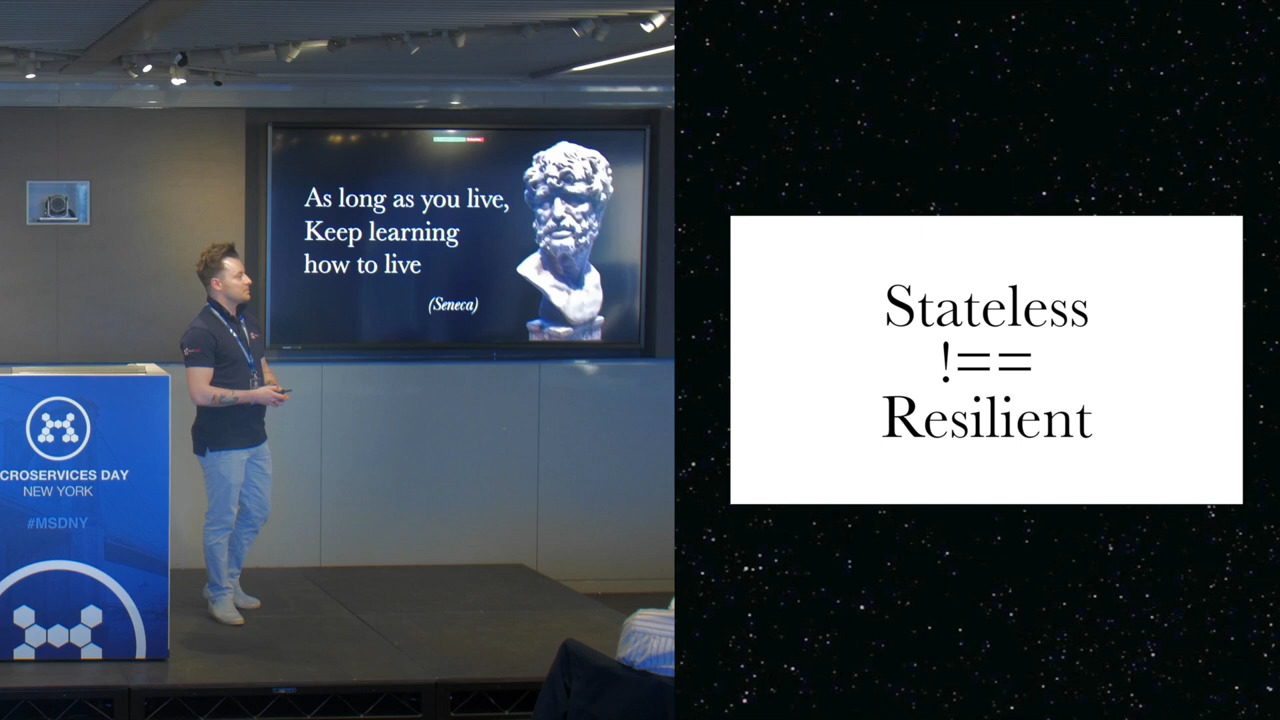 As long as you live,
Keep learning
how to live
(Seneca)
CROSERVICES DAY
NEW YORK
#MSDNY
Stateless
!==
Resilient